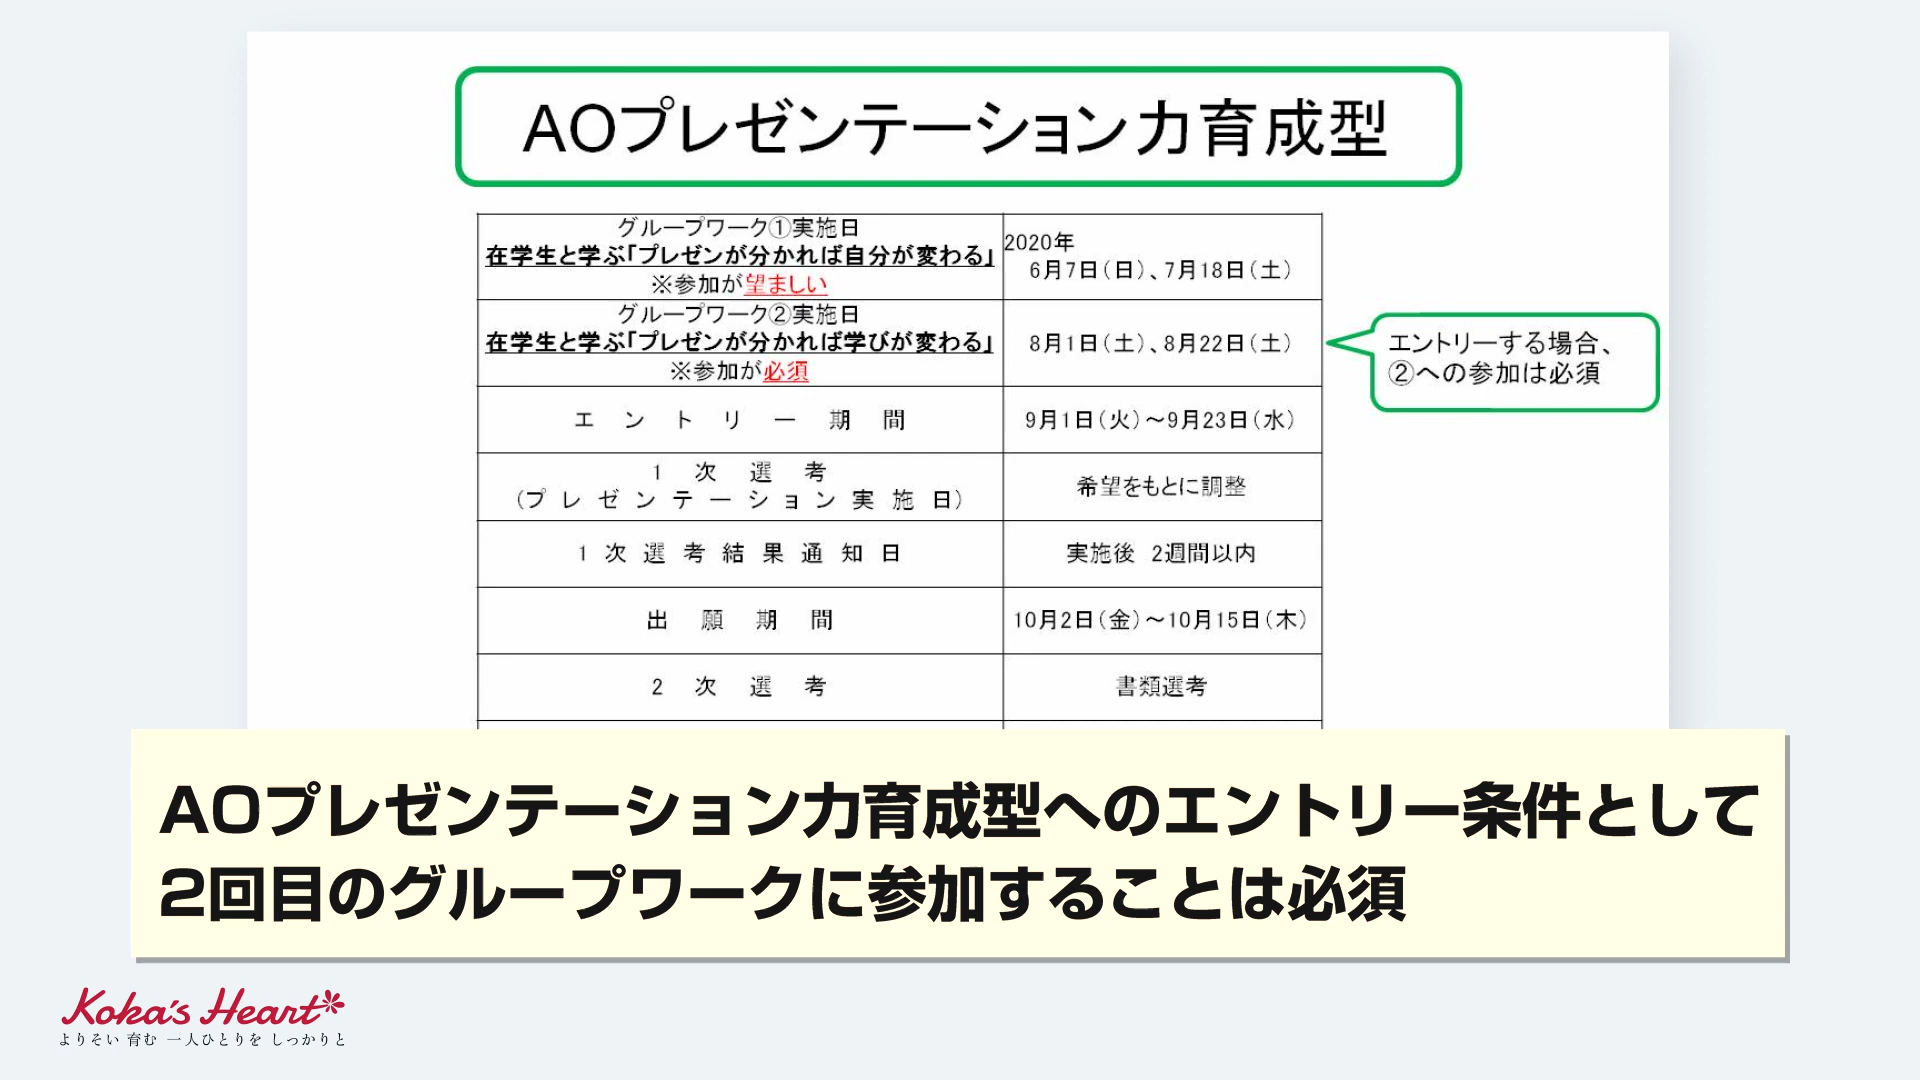 AOプレゼンテーション力育成型
グループワーク①実施日
在学生と学ぶ「プレゼンが分かれば自分が変わる」
※参加が望ましい
2020年
6月7日(日)、7月18日(土)
グループワーク②実施日
在学生と学ぶ「プレゼンが分かれば学びが変わる」
※参加が必須
8月1日(土)、8月22日(土)
エントリーする場合、
②への参加は必須
エントリー期間
9月1日(火)~9月23日(水)
1次選考
(プレゼンテーション実施日)
希望をもとに調整
1次選考結果通知日
実施後 2週間以内
出願期間
10月2日(金)~10月15日(木)
2次選考
書類選考
AOプレゼンテーション力育成型へのエントリー条件として
2回目のグループワークに参加することは必須
Koka's Heart*
よりそい 育む 一人ひとりを しっかりと